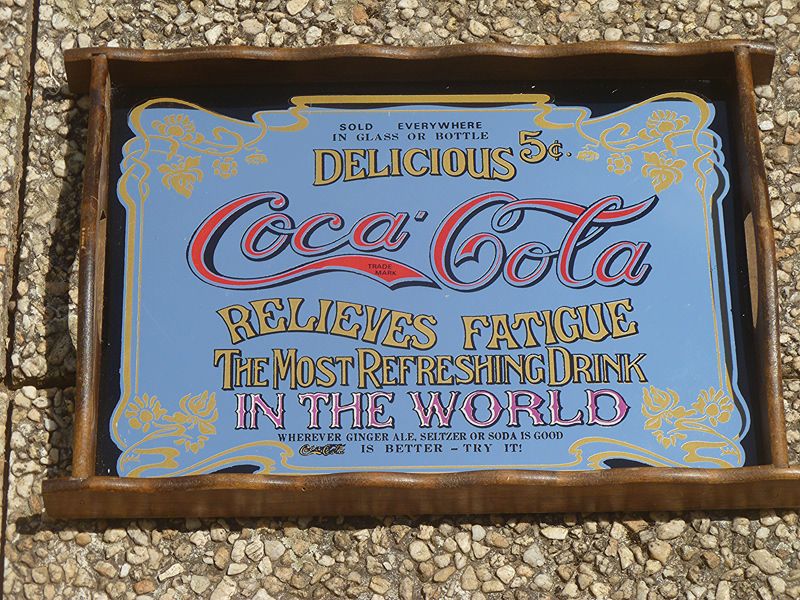 SOLD EVERYWHERE
IN GLASS OR BOTTLE
DELICIOUS 5¢.
Coca-Cola
TRADE
MARK
RELIEVES FATIGUE
THE MOST REFRESHING DRINK
IN THE WORLD
WHEREVER GINGER ALE, SELTZER OR SODA IS GOOD
Coca-Cola IS BETTER – TRY IT!